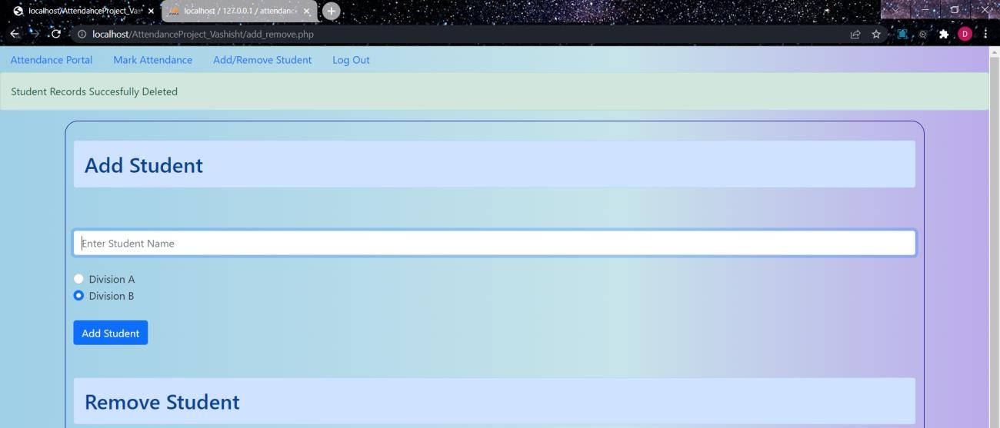 localhost/AttendanceProject_Vas
localhost / 127.0.0.1 / attendanc
localhost/AttendanceProject_Vashisht/add_remove.php
D
Attendance Portal Mark Attendance Add/Remove Student Log Out
Student Records Succesfully Deleted
Add Student
Enter Student Name
Division A
Division B
Add Student
Remove Student